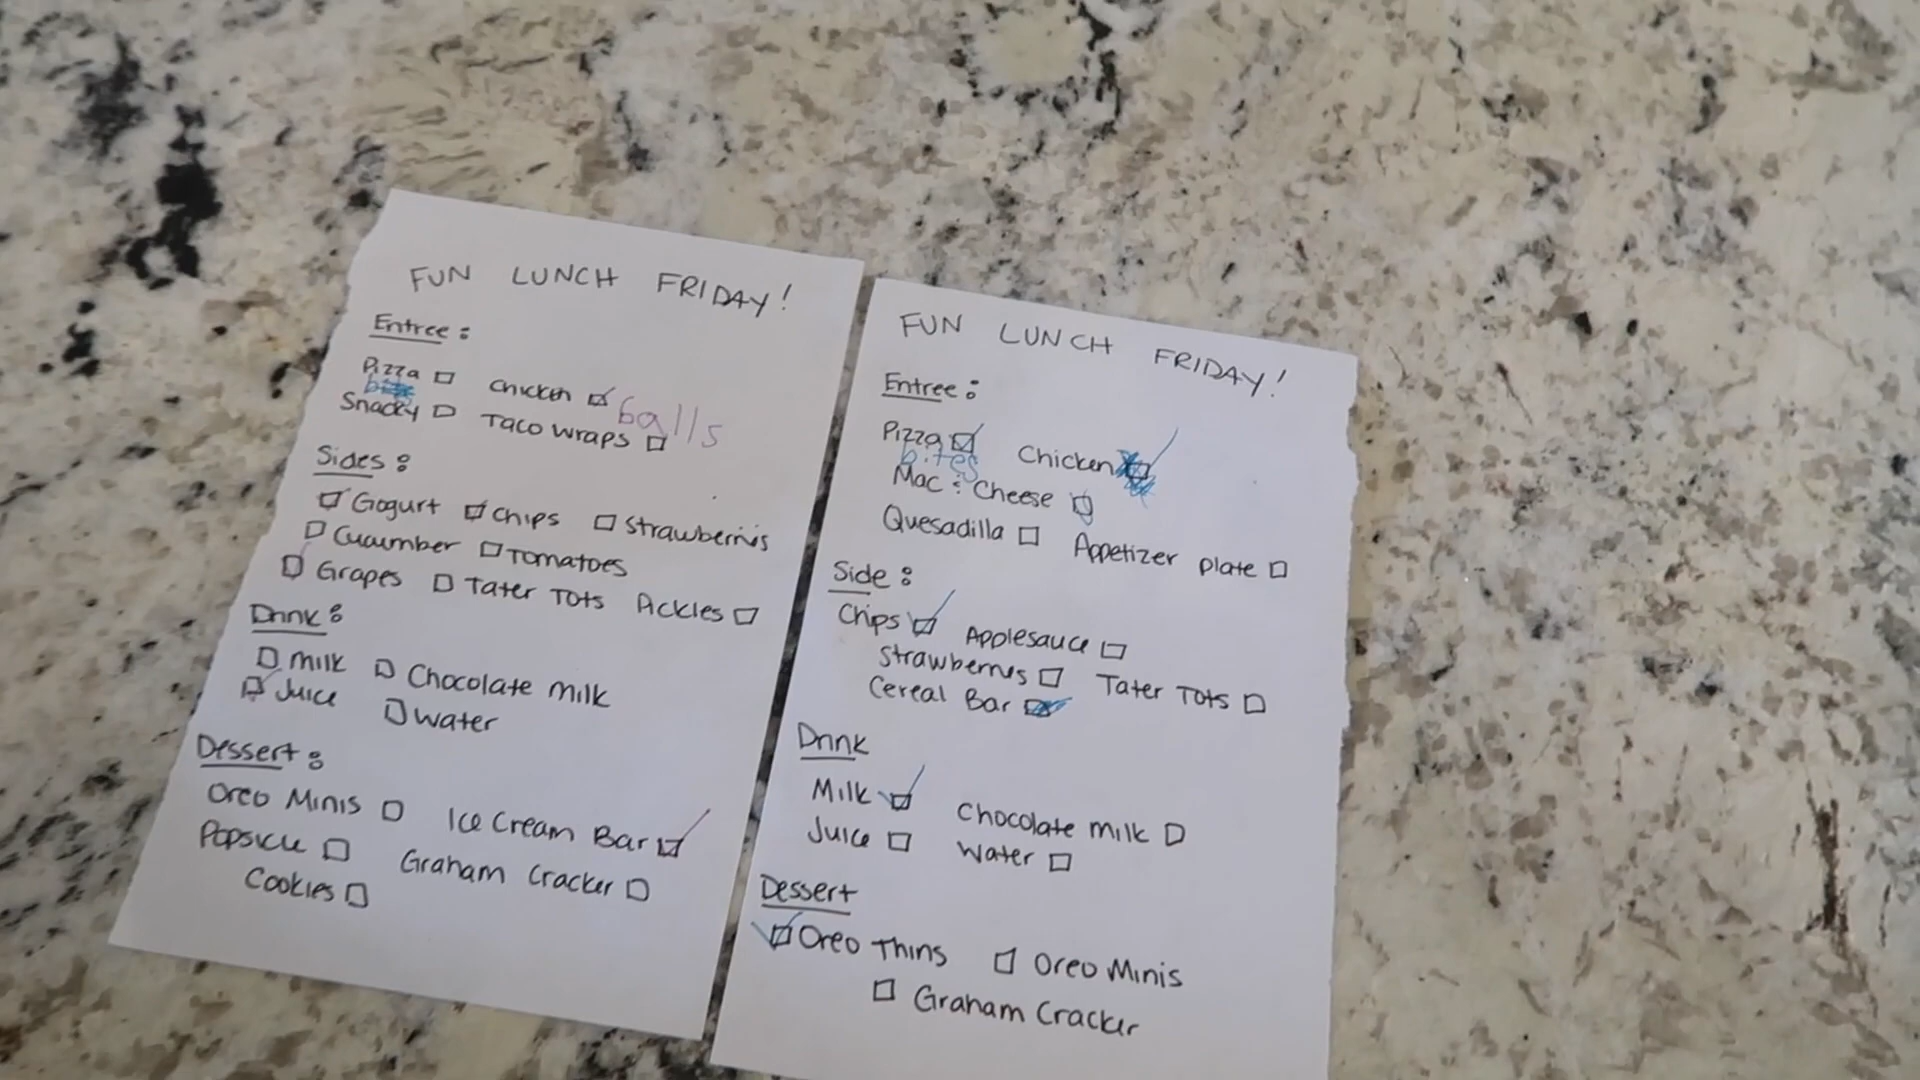 FUN LUNCH FRIDAY!
Entree:
Pizza □ Chicken ☑ balls
Snacky □ Taco wraps □
Sides:
☑ Gogurt ☑ Chips □ Strawberries
□ Cucumber □ Tomatoes
☑ Grapes □ Tater Tots Pickles □
Drink:
□ Milk □ Chocolate Milk
☑ Juice □ Water
Dessert:
Oreo Minis □ Ice Cream Bar ☑
Popsicle □ Graham Cracker □
Cookies □
FUN LUNCH FRIDAY!
Entree:
Pizza ☑ Chicken
bites
Mac & Cheese □
Quesadilla □ Appetizer plate □
Side:
Chips ☑ Applesauce □
Strawberries □ Tater Tots □
Cereal Bar
Drink
Milk ☑ Chocolate Milk □
Juice □ Water □
Dessert
☑ Oreo Thins □ Oreo Minis
□ Graham Cracker